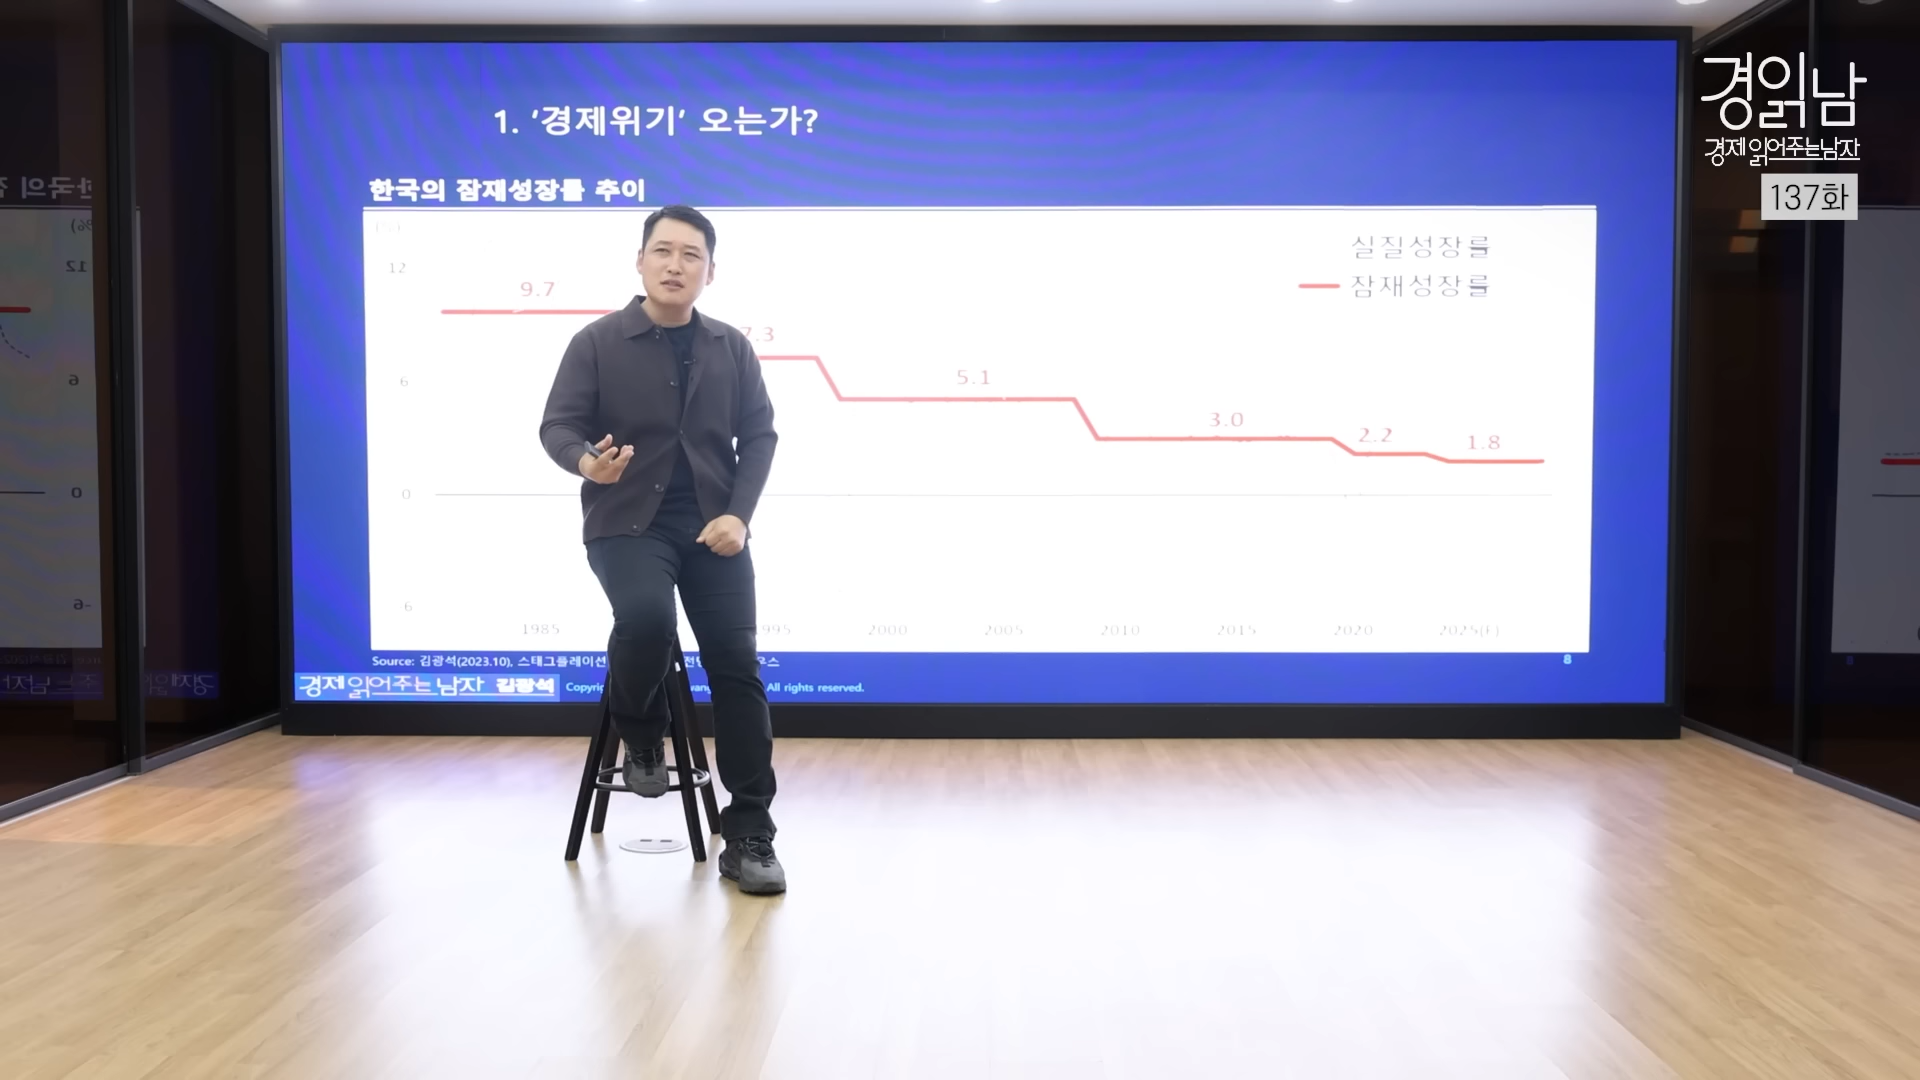 경읽남
경제 읽어주는남자
137화
1. '경제위기' 오는가?
한국의 잠재성장률 추이
(%)
실질성장률
잠재성장률
12
6
0
6
9.7
7.3
5.1
3.0
2.2
1.8
1985
1995
2000
2005
2010
2015
2020
2025(F)
Source: 김광석(2023.10), 스태그플레이션
8
경제 읽어주는 남자 김광석
All rights reserved.